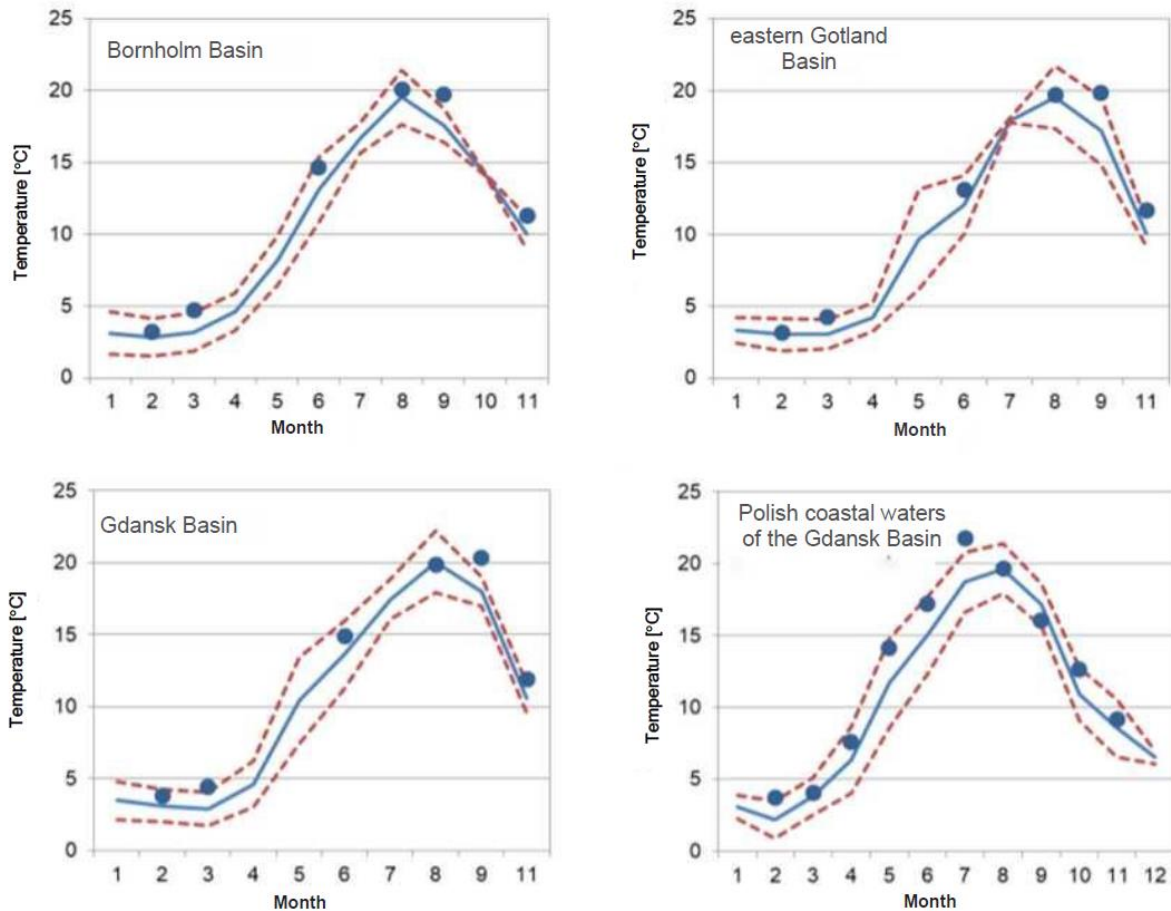 Bornholm Basin
Temperature [°C]
25
20
15
10
5
0
1 2 3 4 5 6 7 8 9 10 11
Month
eastern Gotland
Basin
Temperature [°C]
25
20
15
10
5
0
1 2 3 4 5 6 7 8 9 11
Month
Gdansk Basin
Temperature [°C]
25
20
15
10
5
0
1 2 3 4 5 6 7 8 9 11
Month
Polish coastal waters
of the Gdansk Basin
Temperature [°C]
25
20
15
10
5
0
1 2 3 4 5 6 7 8 9 10 11 12
Month